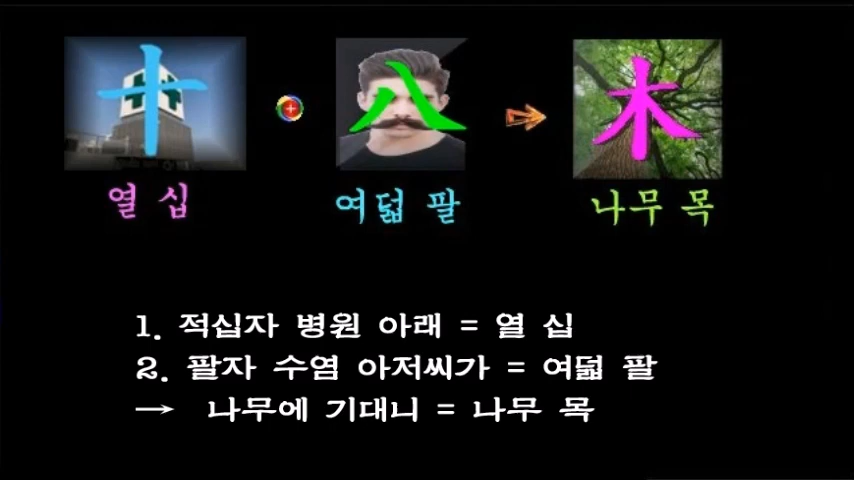 十 八 木
열 십 여덟 팔 나무 목
1. 적십자 병원 아래 = 열 십
2. 팔자 수염 아저씨가 = 여덟 팔
→ 나무에 기대니 = 나무 목